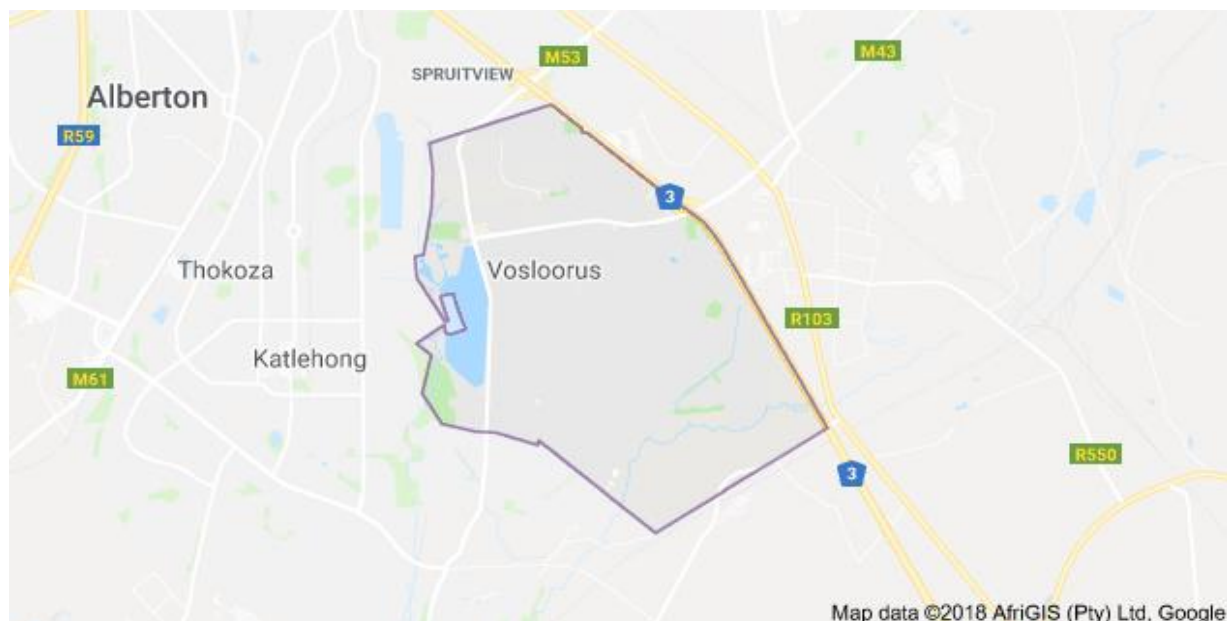 M53
M43
SPRUITVIEW
Alberton
R59
3
Thokoza
Vosloorus
R103
Katlehong
M61
R550
3
Map data ©2018 AfriGIS (Pty) Ltd, Google